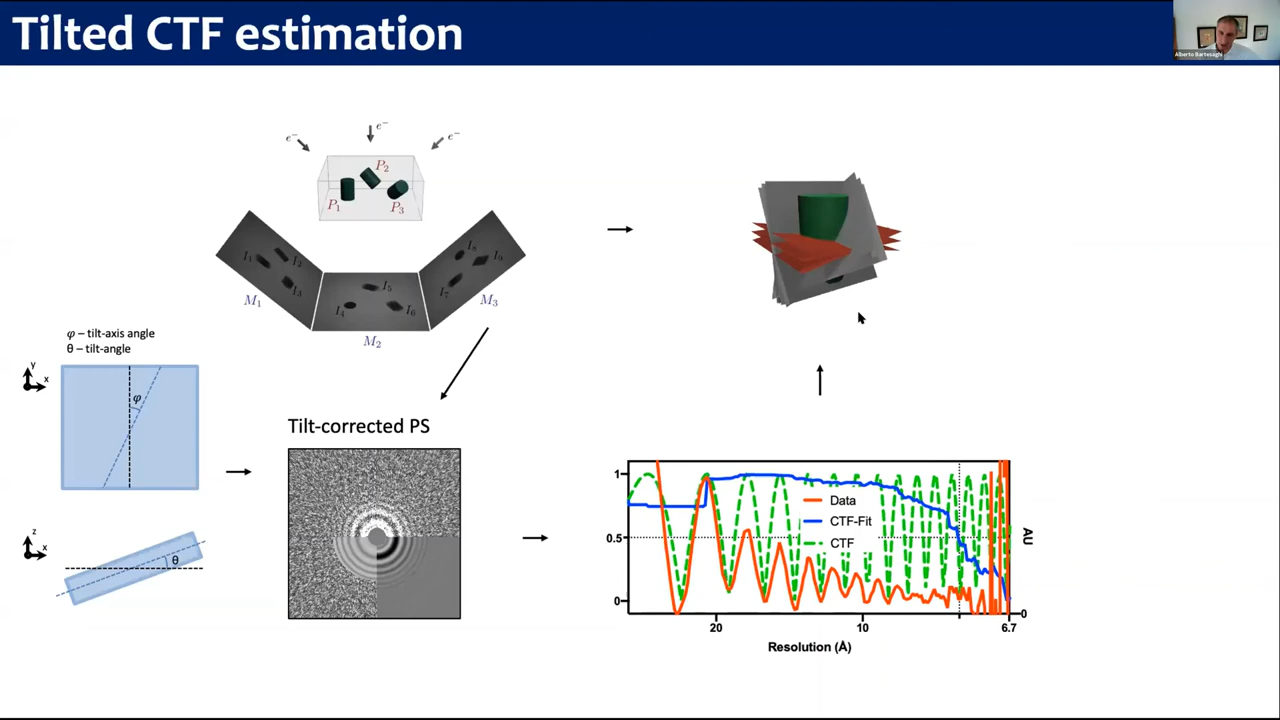 Tilted CTF estimation
Alberto Bartesaghi
e⁻ e⁻ e⁻
P₂
P₁ P₃
I₁ I₂ I₃
M₁
I₄ I₅ I₆
M₂
I₇ I₈ I₉
M₃
φ – tilt-axis angle
θ – tilt-angle
y
x
φ
z
x
θ
Tilt-corrected PS
1
0.5
0
Data
CTF-Fit
CTF
AU
0
20 10 6.7
Resolution (Å)